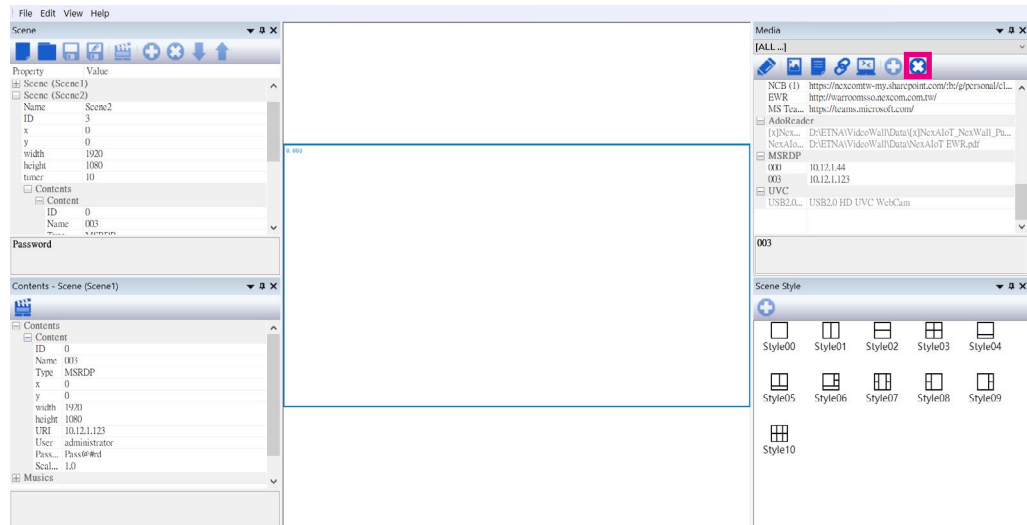 File Edit View Help
Scene
Property Value
Scene (Scene1)
Scene (Scene2)
Name Scene2
ID 3
x 0
y 0
width 1920
height 1080
timer 10
Contents
Content
ID 0
Name 003
Type MSRDP
Password
Contents - Scene (Scene1)
Contents
Content
ID 0
Name 003
Type MSRDP
x 0
y 0
width 1920
height 1080
URI 10.12.1.123
User administrator
Pass... Pass@#rd
Scal... 1.0
Musics
0: 003
Media
[ALL ...]
NCB (1) https://nexcomtw-my.sharepoint.com/:b:/g/personal/cl...
EWR http://warroomsso.nexcom.com.tw/
MS Tea... https://teams.microsoft.com/
AdoReader
[x]Nex... D:\ETNA\VideoWall\Data\[x]NexAIoT_NexWall_Pu...
NexAIo... D:\ETNA\VideoWall\Data\NexAIoT EWR.pdf
MSRDP
000 10.12.1.44
003 10.12.1.123
UVC
USB2.0... USB2.0 HD UVC WebCam
003
Scene Style
Style00 Style01 Style02 Style03 Style04
Style05 Style06 Style07 Style08 Style09
Style10